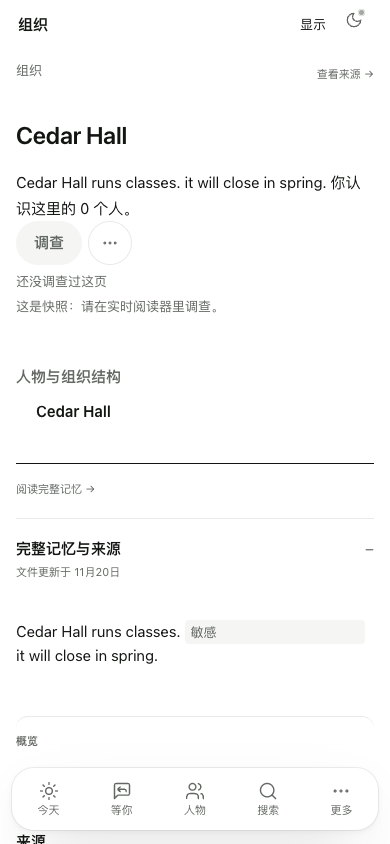 组织
显示
组织
查看来源 →
Cedar Hall
Cedar Hall runs classes. it will close in spring. 你认
识这里的 0 个人。
调查
···
还没调查过这页
这是快照：请在实时阅读器里调查。
人物与组织结构
Cedar Hall
阅读完整记忆 →
完整记忆与来源
–
文件更新于 11月20日
Cedar Hall runs classes. 敏感
it will close in spring.
概览
今天
等你
人物
搜索
更多
来源